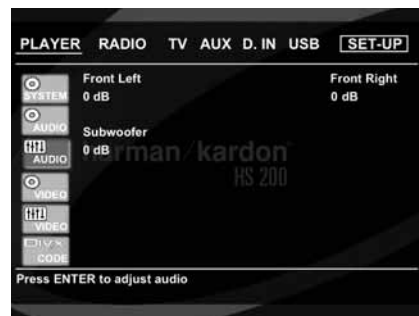 PLAYER RADIO TV AUX D. IN USB SET-UP
SYSTEM
Front Left Front Right
0 dB 0 dB
AUDIO
Subwoofer
AUDIO
0 dB
harman/kardon
HS 200
VIDEO
VIDEO
DivX
CODE
Press ENTER to adjust audio